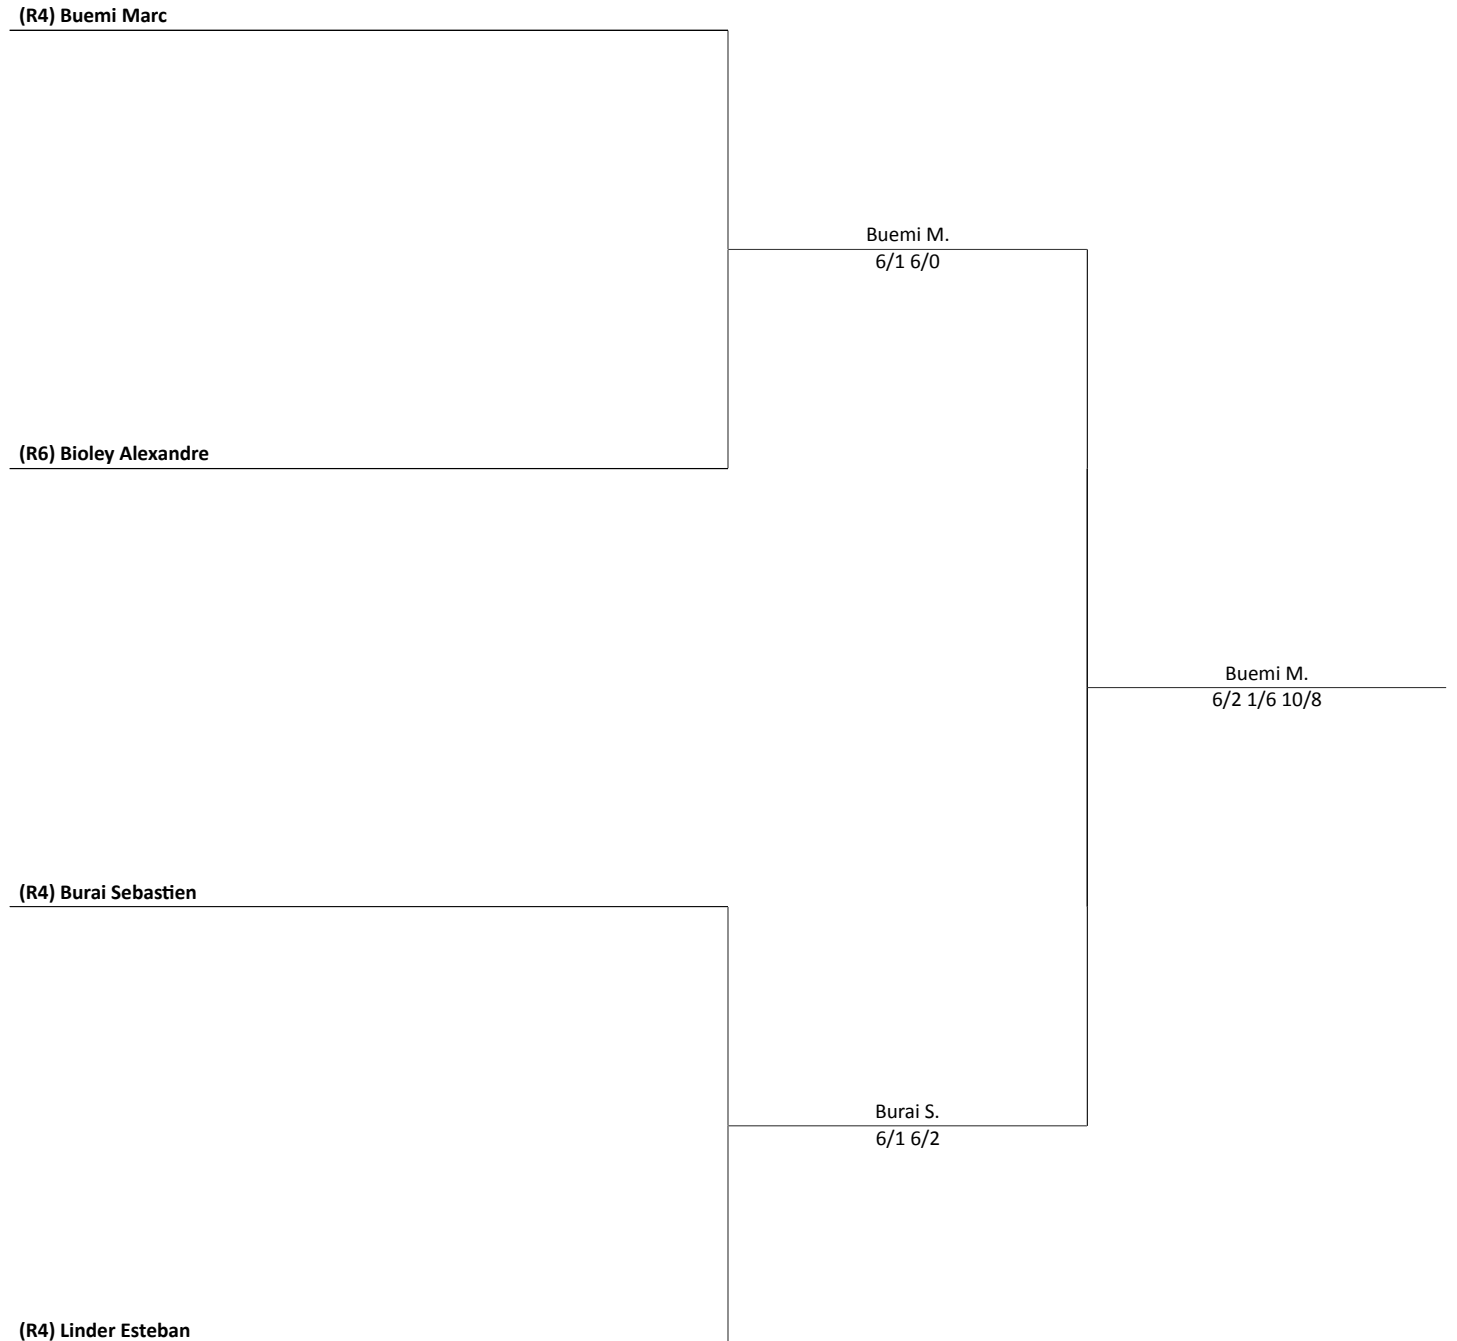 (R4) Buemi Marc
Buemi M.
6/1 6/0
(R6) Bioley Alexandre
Buemi M.
6/2 1/6 10/8
(R4) Burai Sebastien
Burai S.
6/1 6/2
(R4) Linder Esteban